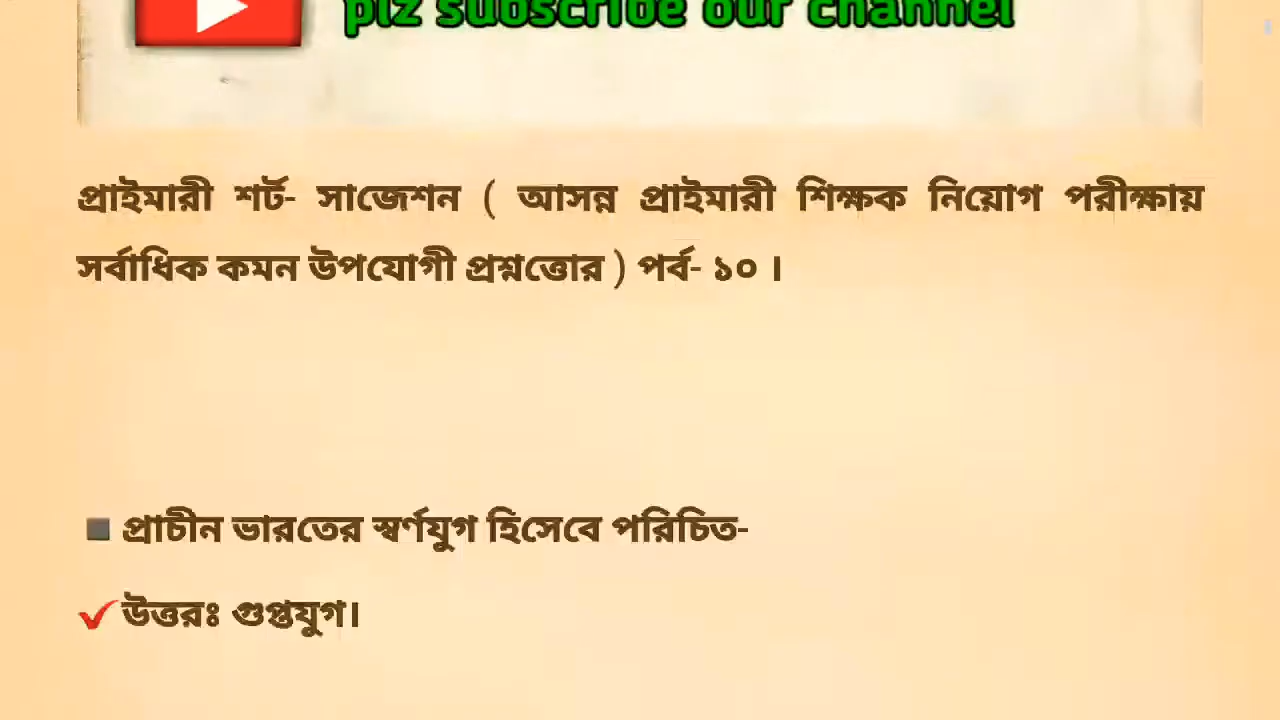 plz subscribe our channel
প্রাইমারী শর্ট- সাজেশন ( আসন্ন প্রাইমারী শিক্ষক নিয়োগ পরীক্ষায়
সর্বাধিক কমন উপযোগী প্রশ্নত্তোর ) পর্ব- ১০ ।
প্রাচীন ভারতের স্বর্ণযুগ হিসেবে পরিচিত-
উত্তরঃ গুপ্তযুগ।